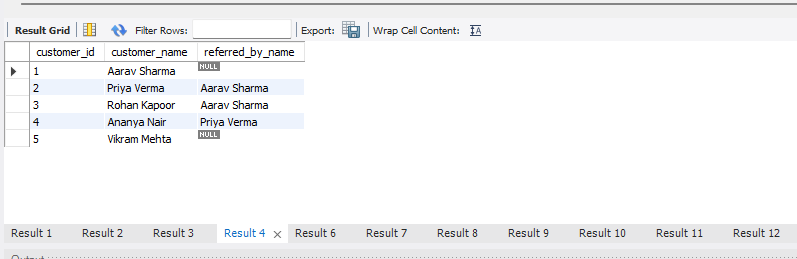 Result Grid Filter Rows: Export: Wrap Cell Content:
customer_id customer_name referred_by_name
1 Aarav Sharma NULL
2 Priya Verma Aarav Sharma
3 Rohan Kapoor Aarav Sharma
4 Ananya Nair Priya Verma
5 Vikram Mehta NULL
Result 1 Result 2 Result 3 Result 4 Result 6 Result 7 Result 8 Result 9 Result 10 Result 11 Result 12
Output